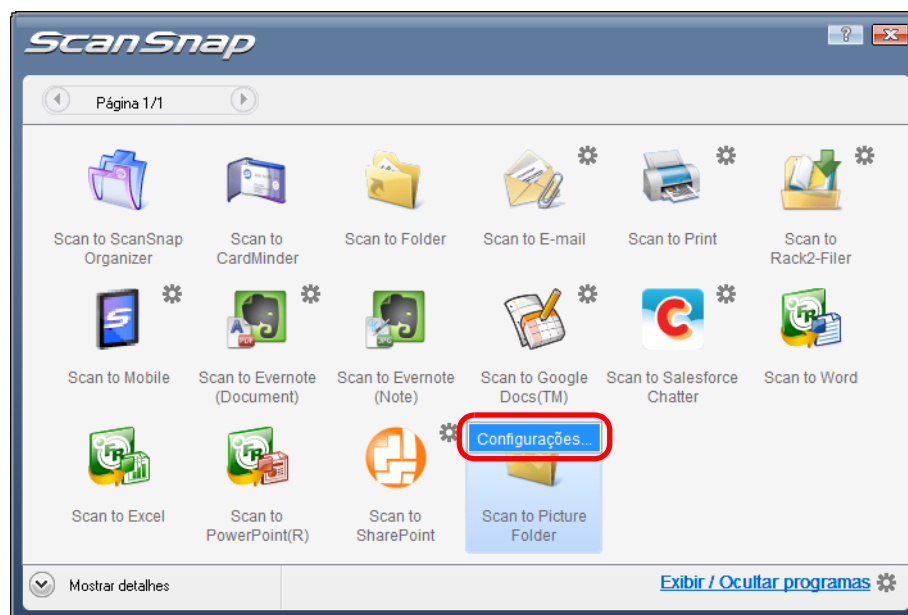 ScanSnap
?
Página 1/1
Scan to ScanSnap
Organizer
Scan to
CardMinder
Scan to Folder
Scan to E-mail
Scan to Print
Scan to
Rack2-Filer
Scan to Mobile
Scan to Evernote
(Document)
Scan to Evernote
(Note)
Scan to Google
Docs(TM)
Scan to Salesforce
Chatter
Scan to Word
Scan to Excel
Scan to
PowerPoint(R)
Scan to
SharePoint
Configurações...
Scan to Picture
Folder
Mostrar detalhes
Exibir / Ocultar programas